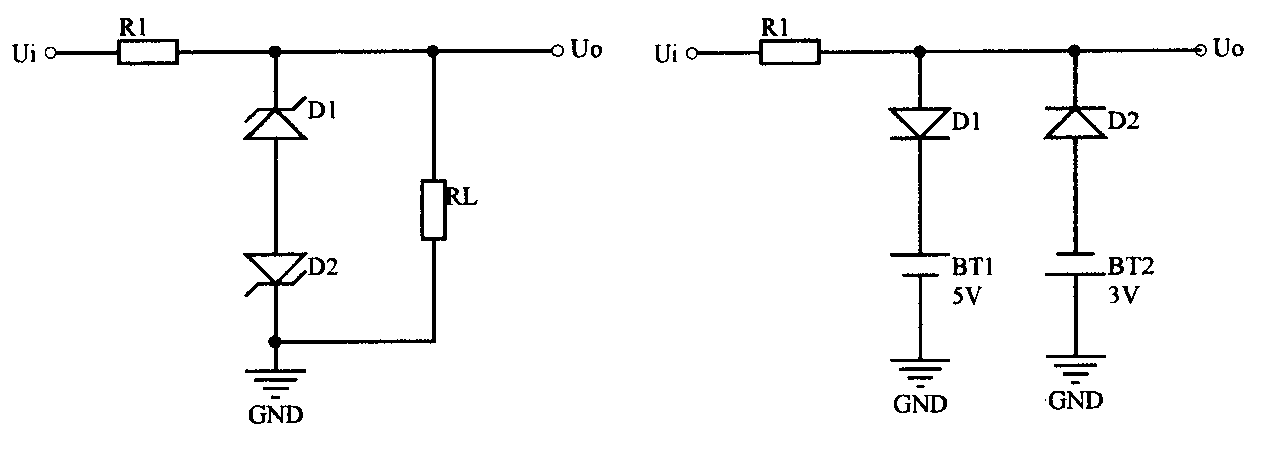 R1
Ui
Uo
D1
RL
D2
GND
R1
Ui
Uo
D1
D2
BT1
5V
BT2
3V
GND
GND